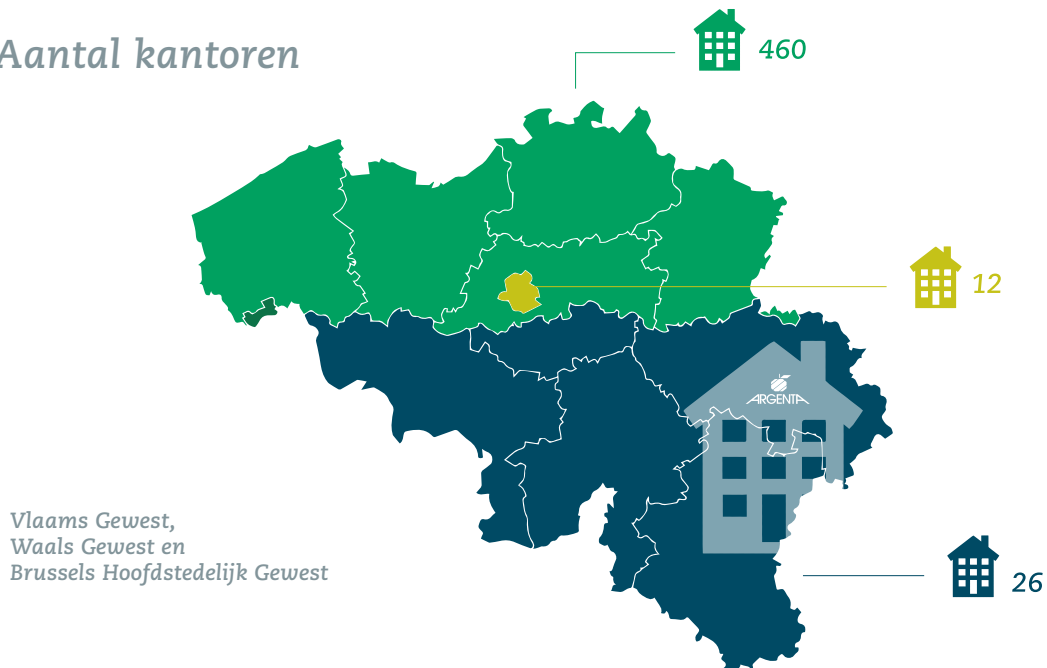 Aantal kantoren
460
12
ARGENTA
Vlaams Gewest,
Waals Gewest en
Brussels Hoofdstedelijk Gewest
26